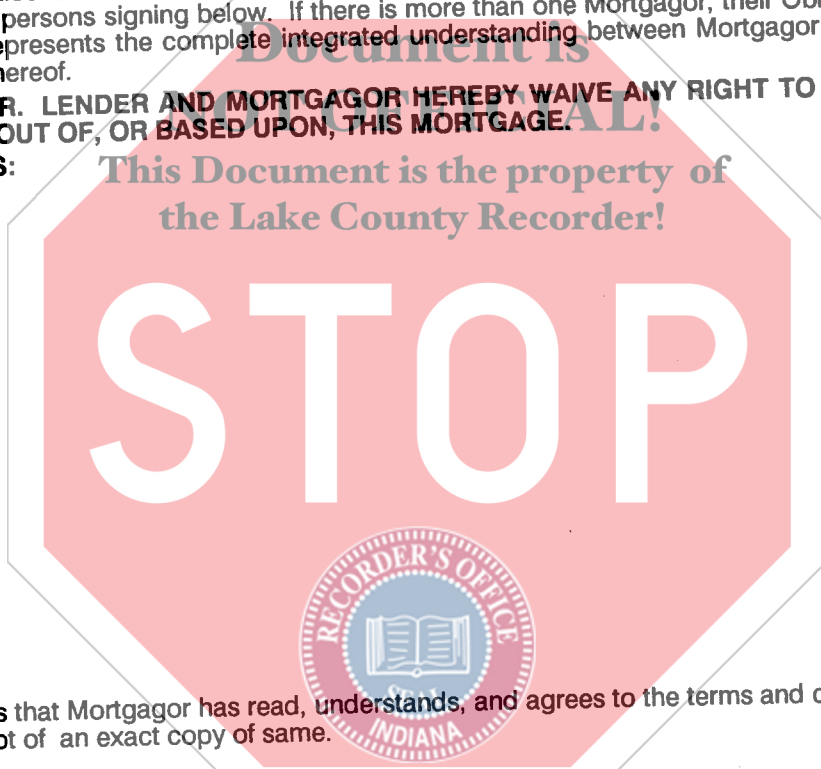 persons signing below. If there is more than one Mortgagor, their
represents the complete integrated understanding between Mortgagor
hereof.
Document is
R. LENDER AND MORTGAGOR HEREBY WAIVE ANY RIGHT TO
NOT OFFICIAL!
OUT OF, OR BASED UPON, THIS MORTGAGE.
S:
This Document is the property of
the Lake County Recorder!
STOP
RECORDER'S OFFICE
SEAL
INDIANA
s that Mortgagor has read, understands, and agrees to the terms and
of an exact copy of same.